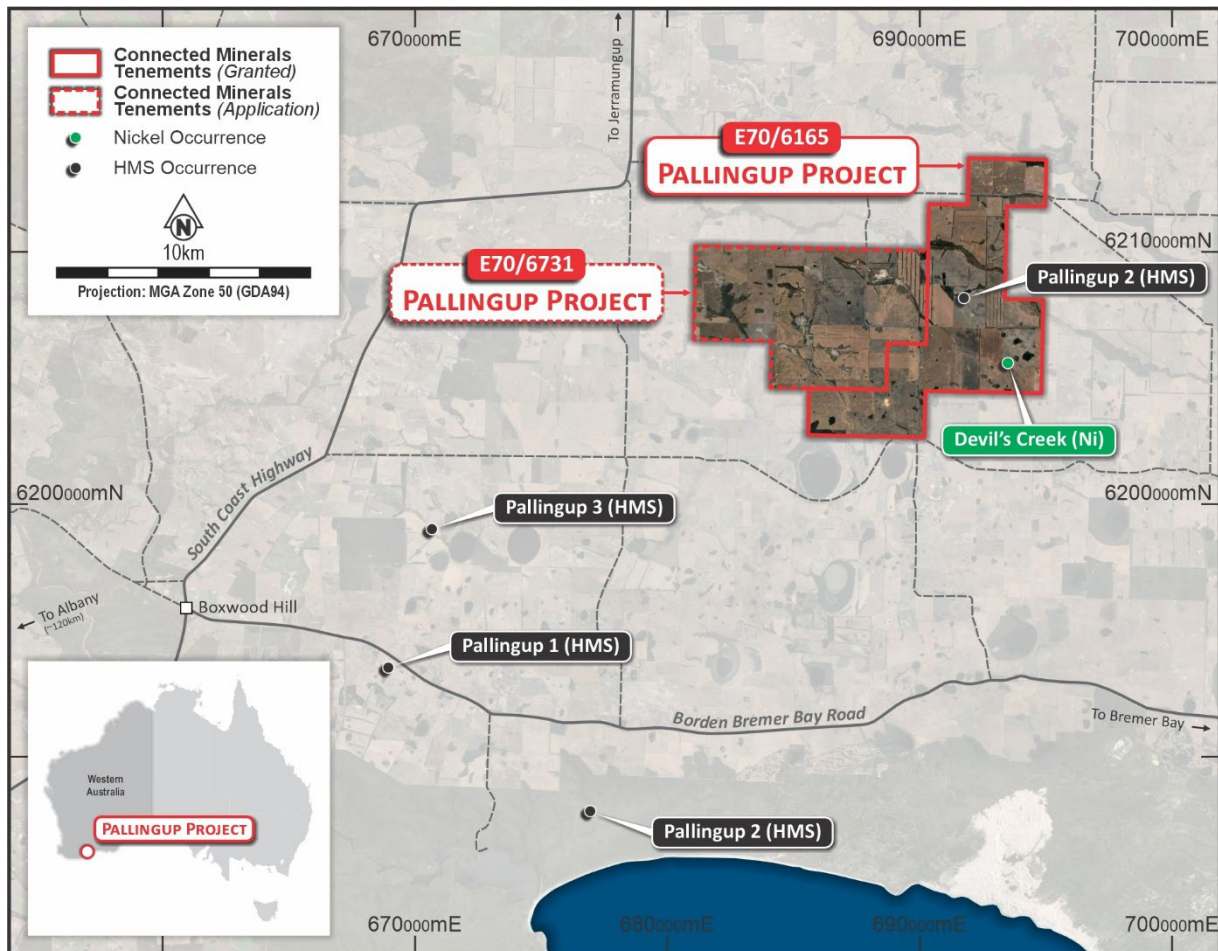 670000mE
690000mE
700000mE
Connected Minerals
Tenements (Granted)
Connected Minerals
Tenements (Application)
Nickel Occurrence
HMS Occurrence
N
10km
Projection: MGA Zone 50 (GDA94)
To Jerramungup
E70/6165
PALLINGUP PROJECT
6210000mN
E70/6731
PALLINGUP PROJECT
Pallingup 2 (HMS)
Devil's Creek (Ni)
South Coast Highway
6200000mN
6200000mN
Pallingup 3 (HMS)
To Albany
(~120km)
Boxwood Hill
Pallingup 1 (HMS)
Borden Bremer Bay Road
To Bremer Bay
Western
Australia
PALLINGUP PROJECT
Pallingup 2 (HMS)
670000mE
680000mE
690000mE
700000mE